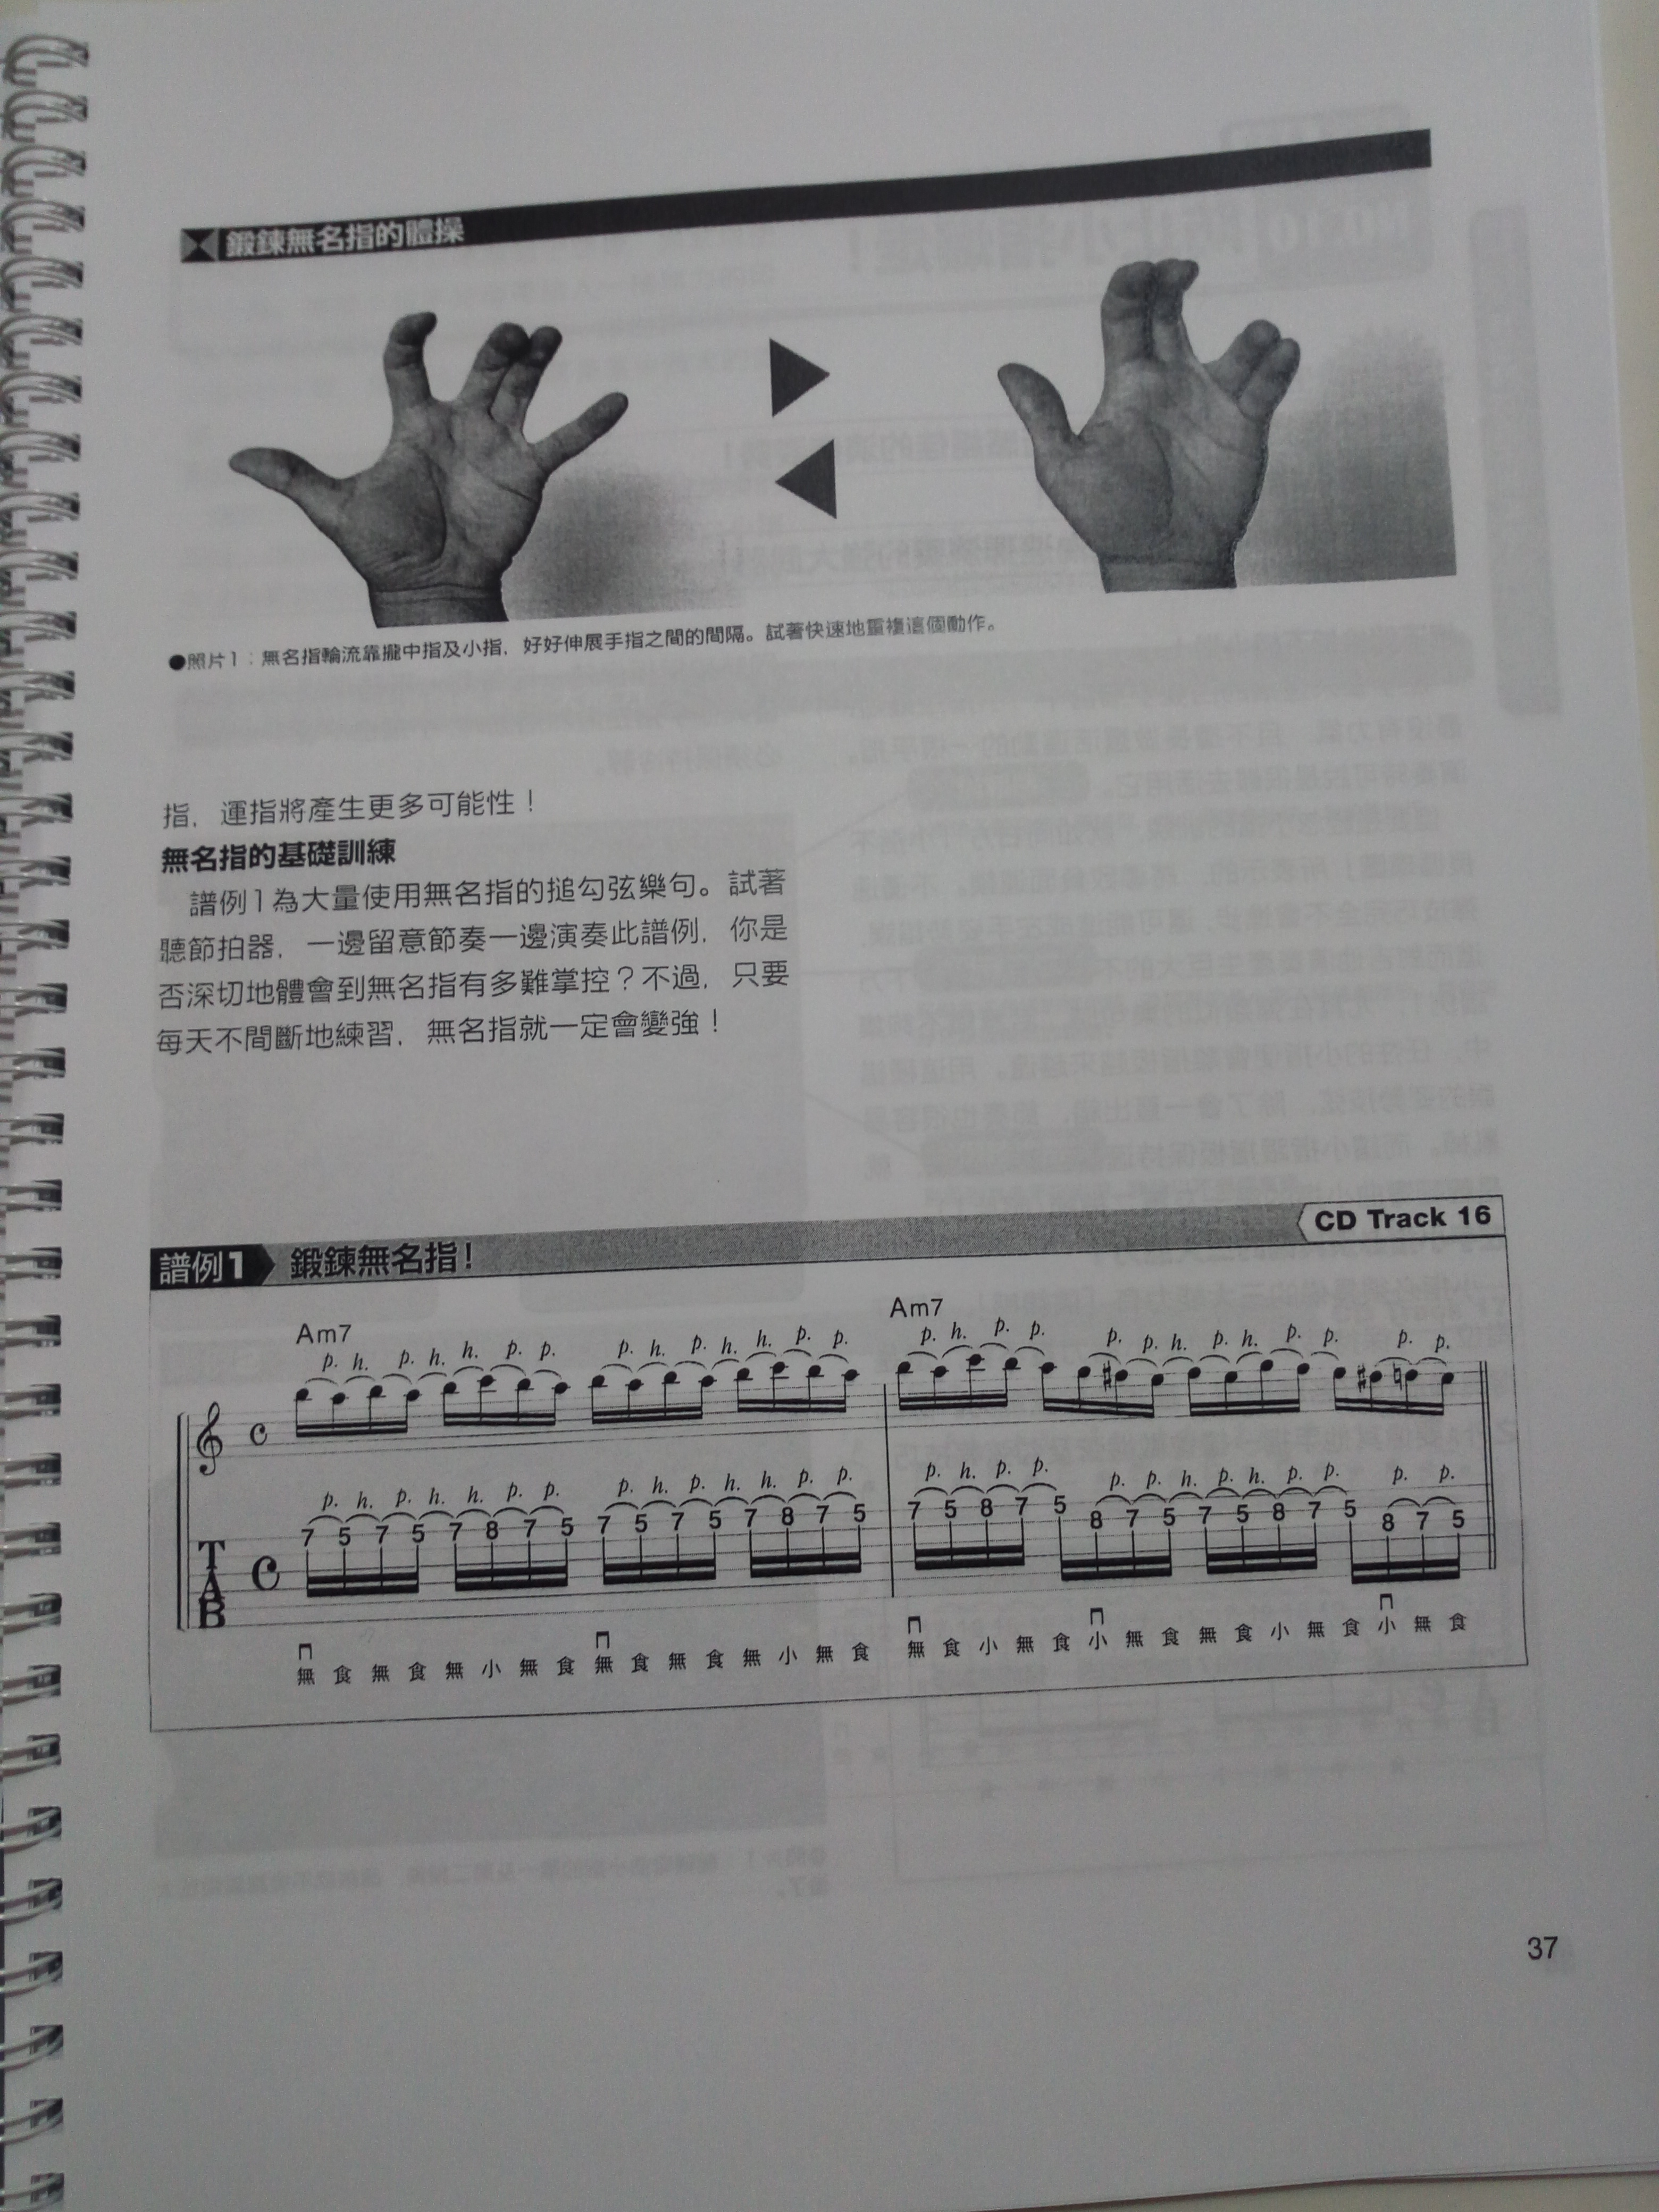 鍛鍊無名指的體操
●照片1：無名指輪流靠攏中指及小指，好好伸展手指之間的間隔。試著快速地重複這個動作。
指，運指將產生更多可能性！
無名指的基礎訓練
譜例1為大量使用無名指的搥勾弦樂句。試著
聽節拍器，一邊留意節奏一邊演奏此譜例，你是
否深切地體會到無名指有多難掌控？不過，只要
每天不間斷地練習，無名指就一定會變強！
譜例1 鍛鍊無名指！ CD Track 16
Am7 Am7
p. h. p. h. h. p. p. p. h. p. h. h. p. p. p. h. p. p. p. p. h. p. h. p. p. p. p.
C
p. h. p. h. h. p. p. p. h. p. h. h. p. p. p. h. p. p. p. p. h. p. h. p. p. p. p.
TAB C 7 5 7 5 7 8 7 5 7 5 7 5 7 8 7 5 7 5 8 7 5 8 7 5 7 5 8 7 5 8 7 5
無 食 無 食 無 小 無 食 無 食 無 食 無 小 無 食 無 食 小 無 食 小 無 食 無 食 小 無 食 小 無 食
37